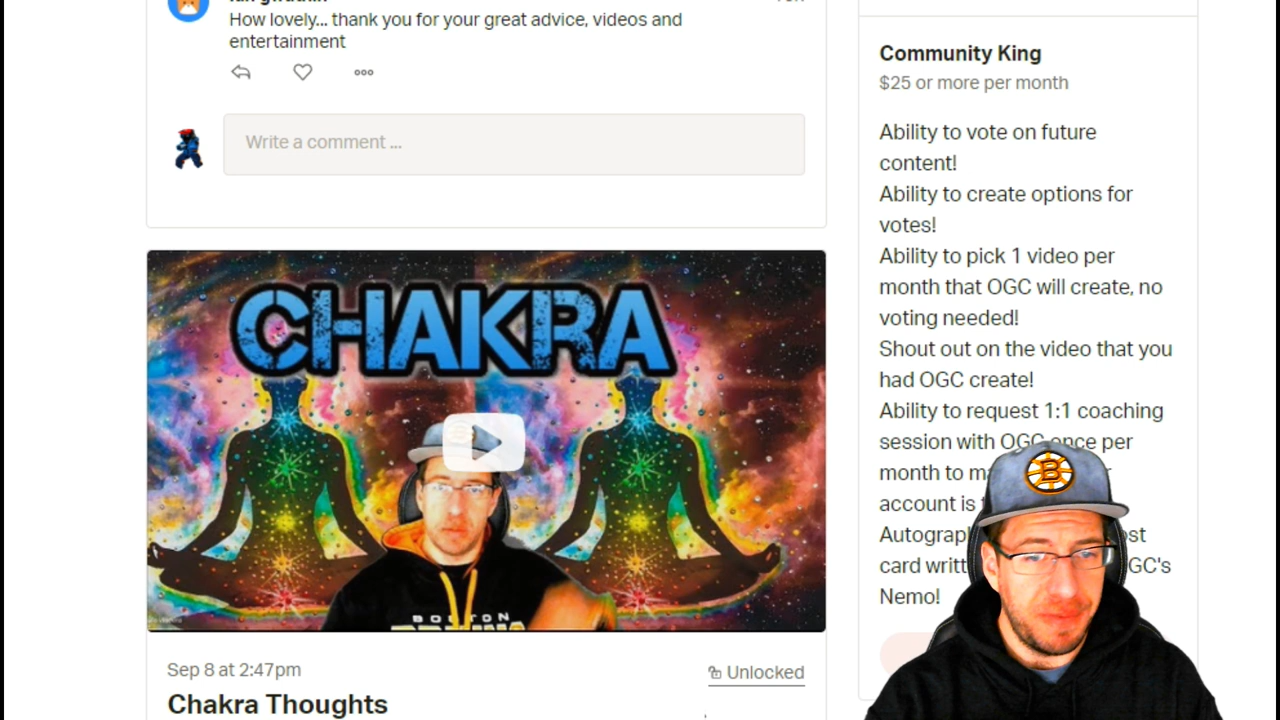 How lovely... thank you for your great advice, videos and
entertainment
Write a comment ...
CHAKRA
BOSTON
Sep 8 at 2:47pm
Unlocked
Chakra Thoughts
Community King
$25 or more per month
Ability to vote on future
content!
Ability to create options for
votes!
Ability to pick 1 video per
month that OGC will create, no
voting needed!
Shout out on the video that you
had OGC create!
Ability to request 1:1 coaching
session with OGC once per
month to
account is
card
GC's
Nemo!
B